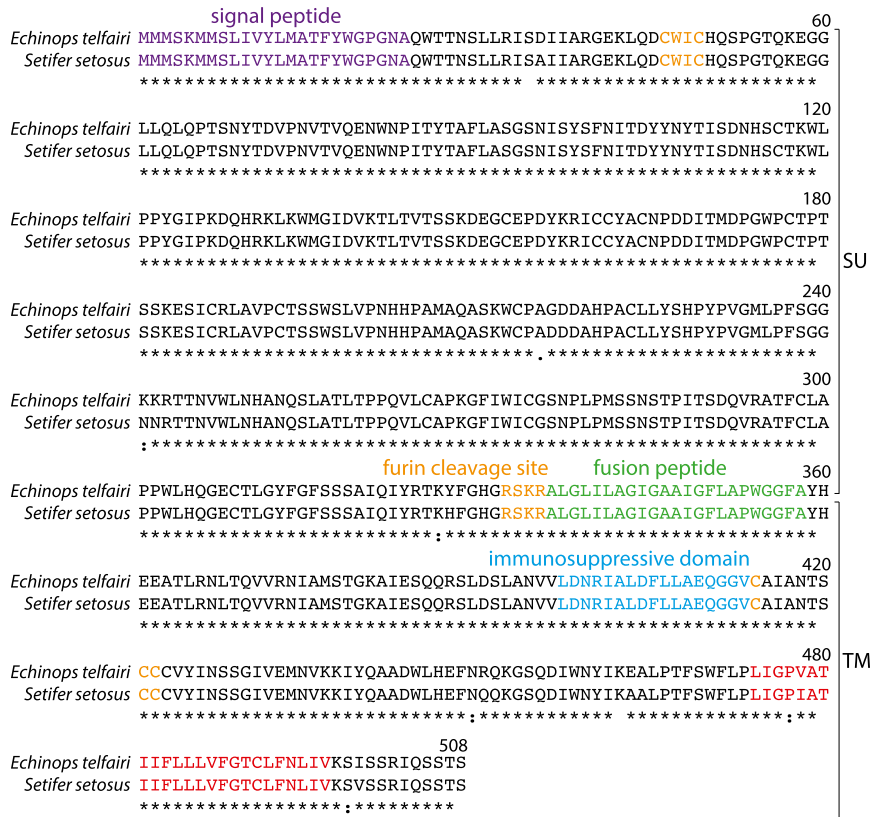 signal peptide
60
Echinops telfairi MMMSKMMSLIVYLMATFYWGPGNAQWTTNSLLRISDIIARGEKLQDCWICHQSPGTQKEGG
Setifer setosus MMMSKMMSLIVYLMATFYWGPGNAQWTTNSLLRISAIIARGEKLQDCWICHQSPGTQKEGG
*********************************** ************************
120
Echinops telfairi LLQLQPTSNYTDVPNVTVQENWNPITYTAFLASGSNISYSFNITDYYNYTISDNHSCTKWL
Setifer setosus LLQLQPTSNYTDVPNVTVQENWNPITYTAFLASGSNISYSFNITDYYNYTISDNHSCTKWL
************************************************************
180
Echinops telfairi PPYGIPKDQHRKLKWMGIDVKTLTVTSSKDEGCEPDYKRICCYACNPDDITMDPGWPCTPT
Setifer setosus PPYGIPKDQHRKLKWMGIDVKTLTVTSSKDEGCEPDYKRICCYACNPDDITMDPGWPCTPT
************************************************************
SU
240
Echinops telfairi SSKESICRLAVPCTSSWSLVPNHHPAMAQASKWCPAGDDAHPACLLYSHPYPVGMLPFSGG
Setifer setosus SSKESICRLAVPCTSSWSLVPNHHPAMAQASKWCPADDDAHPACLLYSHPYPVGMLPFSGG
***********************************.************************
300
Echinops telfairi KKRTTNVWLNHANQSLATLTPPQVLCAPKGFIWICGSNPLPMSSNSTPITSDQVRATFCLA
Setifer setosus NNRTTNVWLNHANQSLATLTPPQVLCAPKGFIWICGSNPLPMSSNSTPITSDQVRATFCLA
:***********************************************************
furin cleavage site fusion peptide 360
Echinops telfairi PPWLHQGECTLGYFGFSSSAIQIYRTKYFGHGRSKRALGLILAGIGAAIGFLAPWGGFAYH
Setifer setosus PPWLHQGECTLGYFGFSSSAIQIYRTKHFGHGRSKRALGLILAGIGAAIGFLAPWGGFAYH
**************************:*********************************
immunosuppressive domain 420
Echinops telfairi EEATLRNLTQVVRNIAMSTGKAIESQQRSLDSLANVVLDNRIALDFLLAEQGGVCAIANTS
Setifer setosus EEATLRNLTQVVRNIAMSTGKAIESQQRSLDSLANVVLDNRIALDFLLAEQGGVCAIANTS
************************************************************
480
TM
Echinops telfairi CCCVYINSSGIVEMNVKKIYQAADWLHEFNRQKGSQDIWNYIKEALPTFSWFLPLIGPVAT
Setifer setosus CCCVYINSSGIVEMNVKKIYQAADWLHEFNQQKGSQDIWNYIKAALPTFSWFLPLIGPIAT
*****************************:************ **************:**
508
Echinops telfairi IIFLLLVFGTCLFNLIVKSISSRIQSSTS
Setifer setosus IIFLLLVFGTCLFNLIVKSVSSRIQSSTS
******************:*********